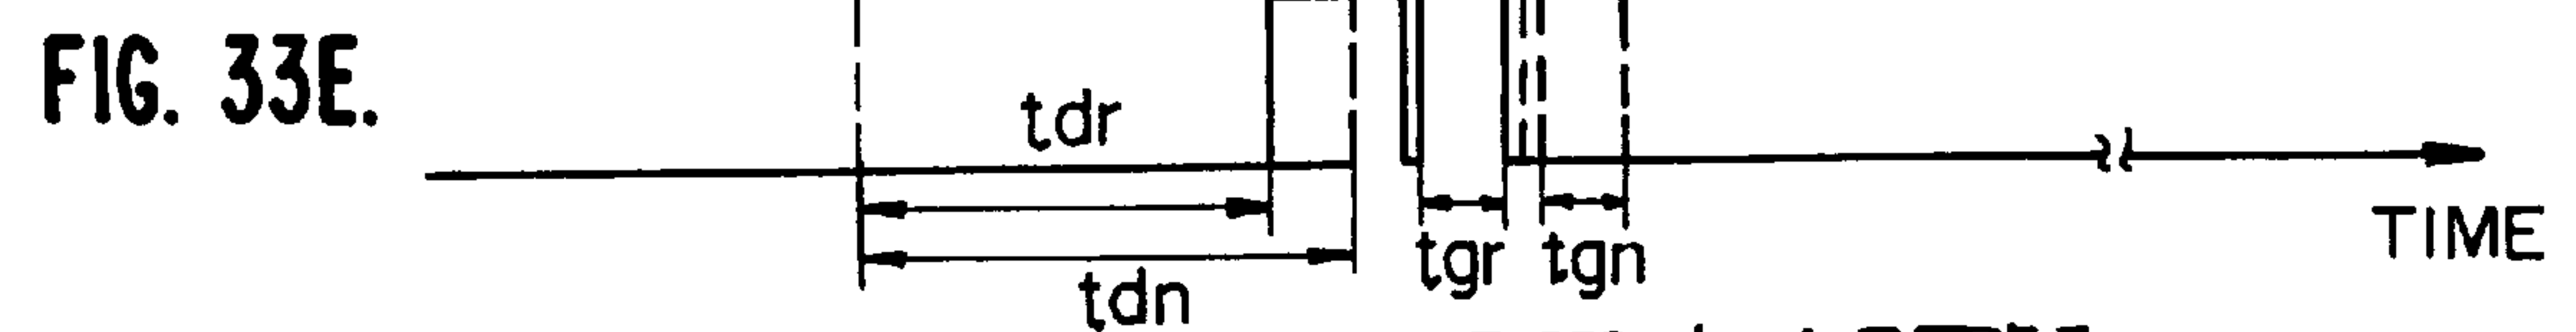 FIG. 33E.
tdr
tdn
tgr tgn
TIME